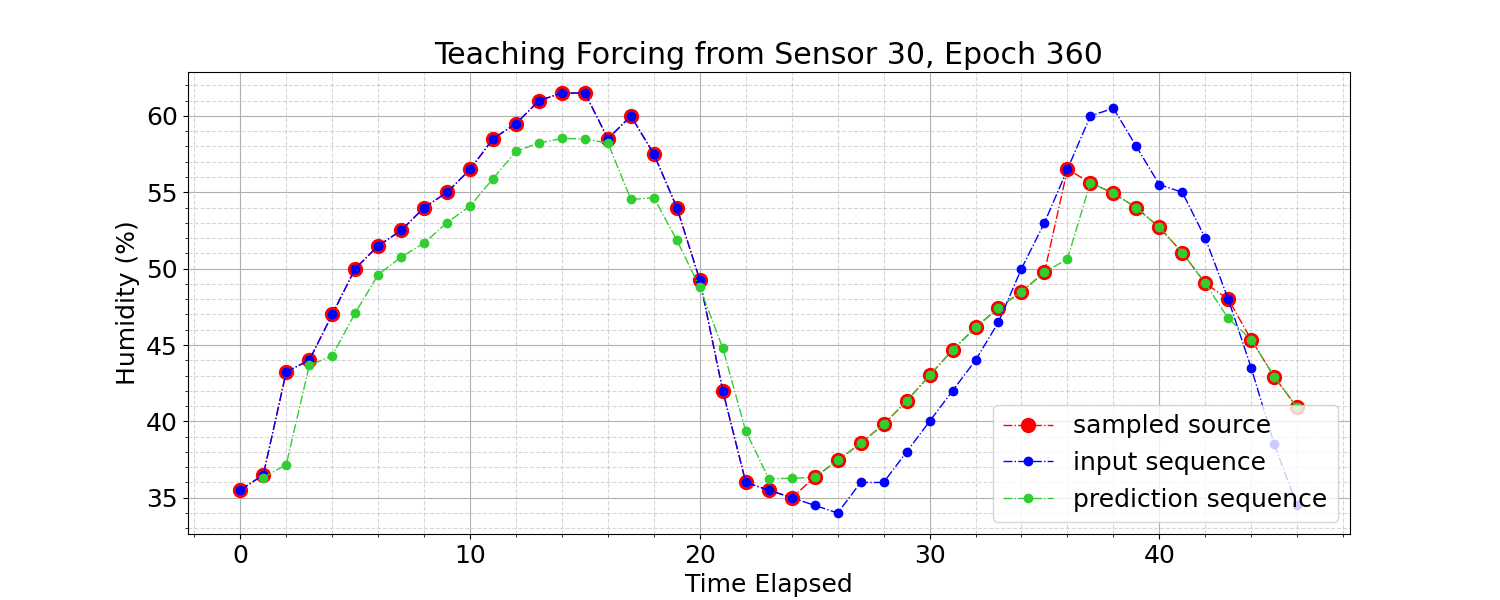 Teaching Forcing from Sensor 30, Epoch 360
Humidity (%)
60
55
50
45
40
35
sampled source
input sequence
prediction sequence
0 10 20 30 40
Time Elapsed